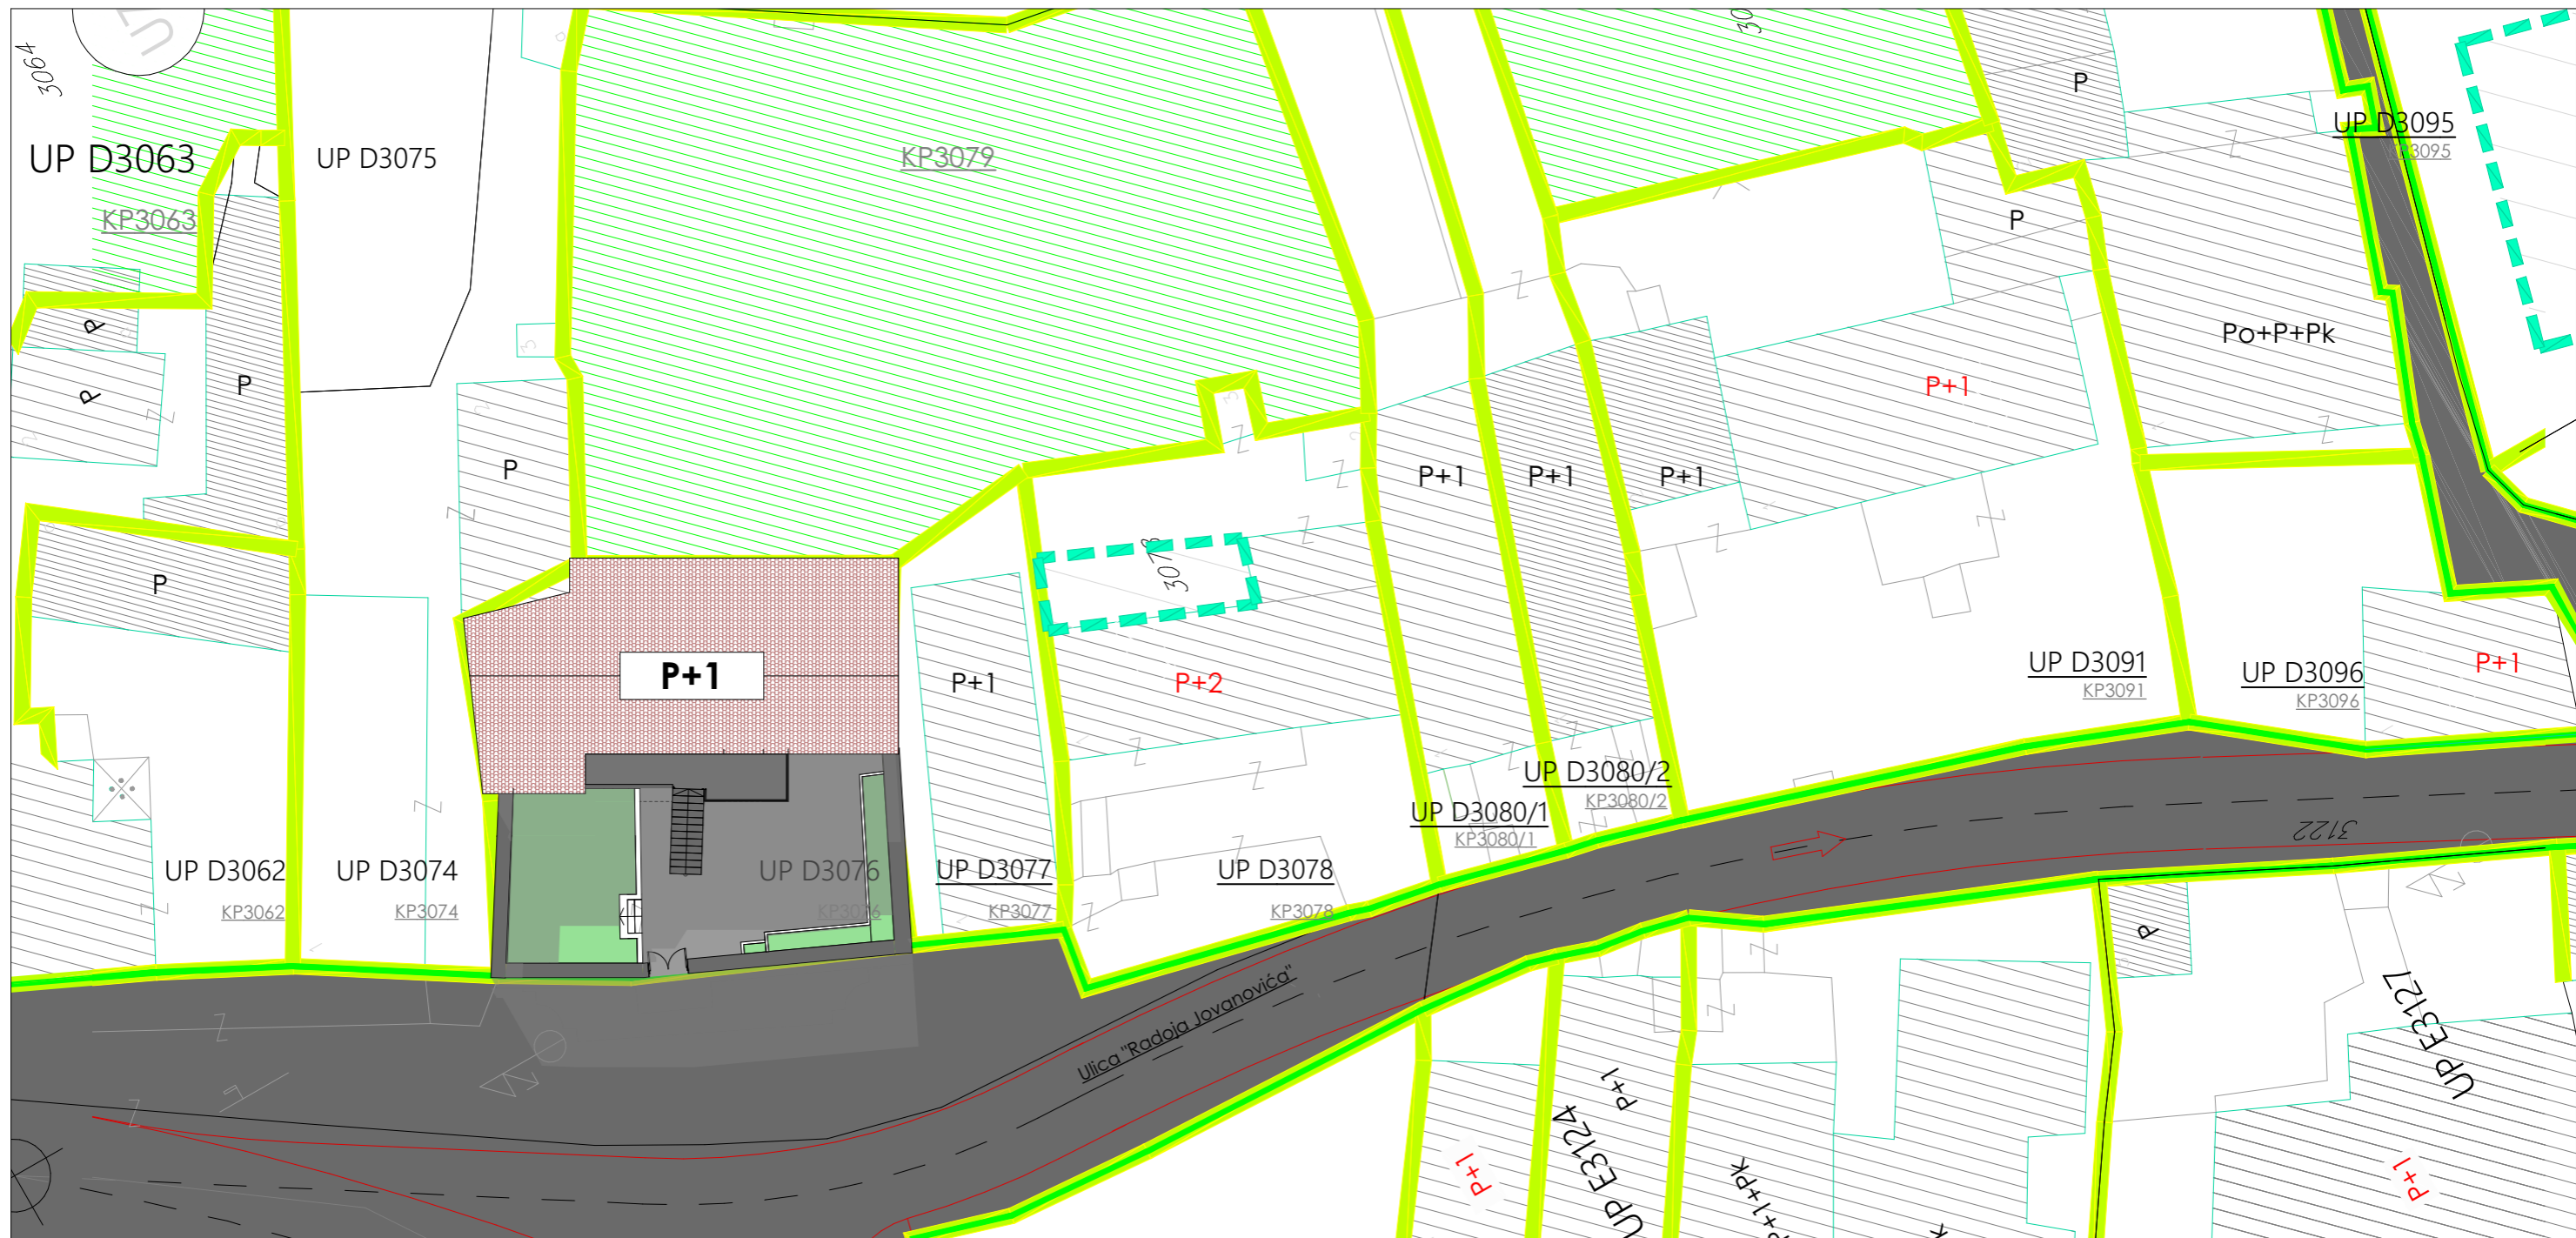 3064
UP D3063
KP3063
UP D3075
KP3079
P
UP D3095
KP3095
P
Po+P+Pk
P
P
P
P
P
P+1
P+1
P+1
P+1
3078
P
P+1
P+1
P+2
UP D3091
KP3091
UP D3096
KP3096
P+1
UP D3080/2
KP3080/2
UP D3080/1
KP3080/1
3122
UP D3062
KP3062
UP D3074
KP3074
UP D3076
KP3076
UP D3077
KP3077
UP D3078
KP3078
P
Ulica "Radoja Jovanovića"
UP E3127
P+1
UP E3124
P+1
P+1